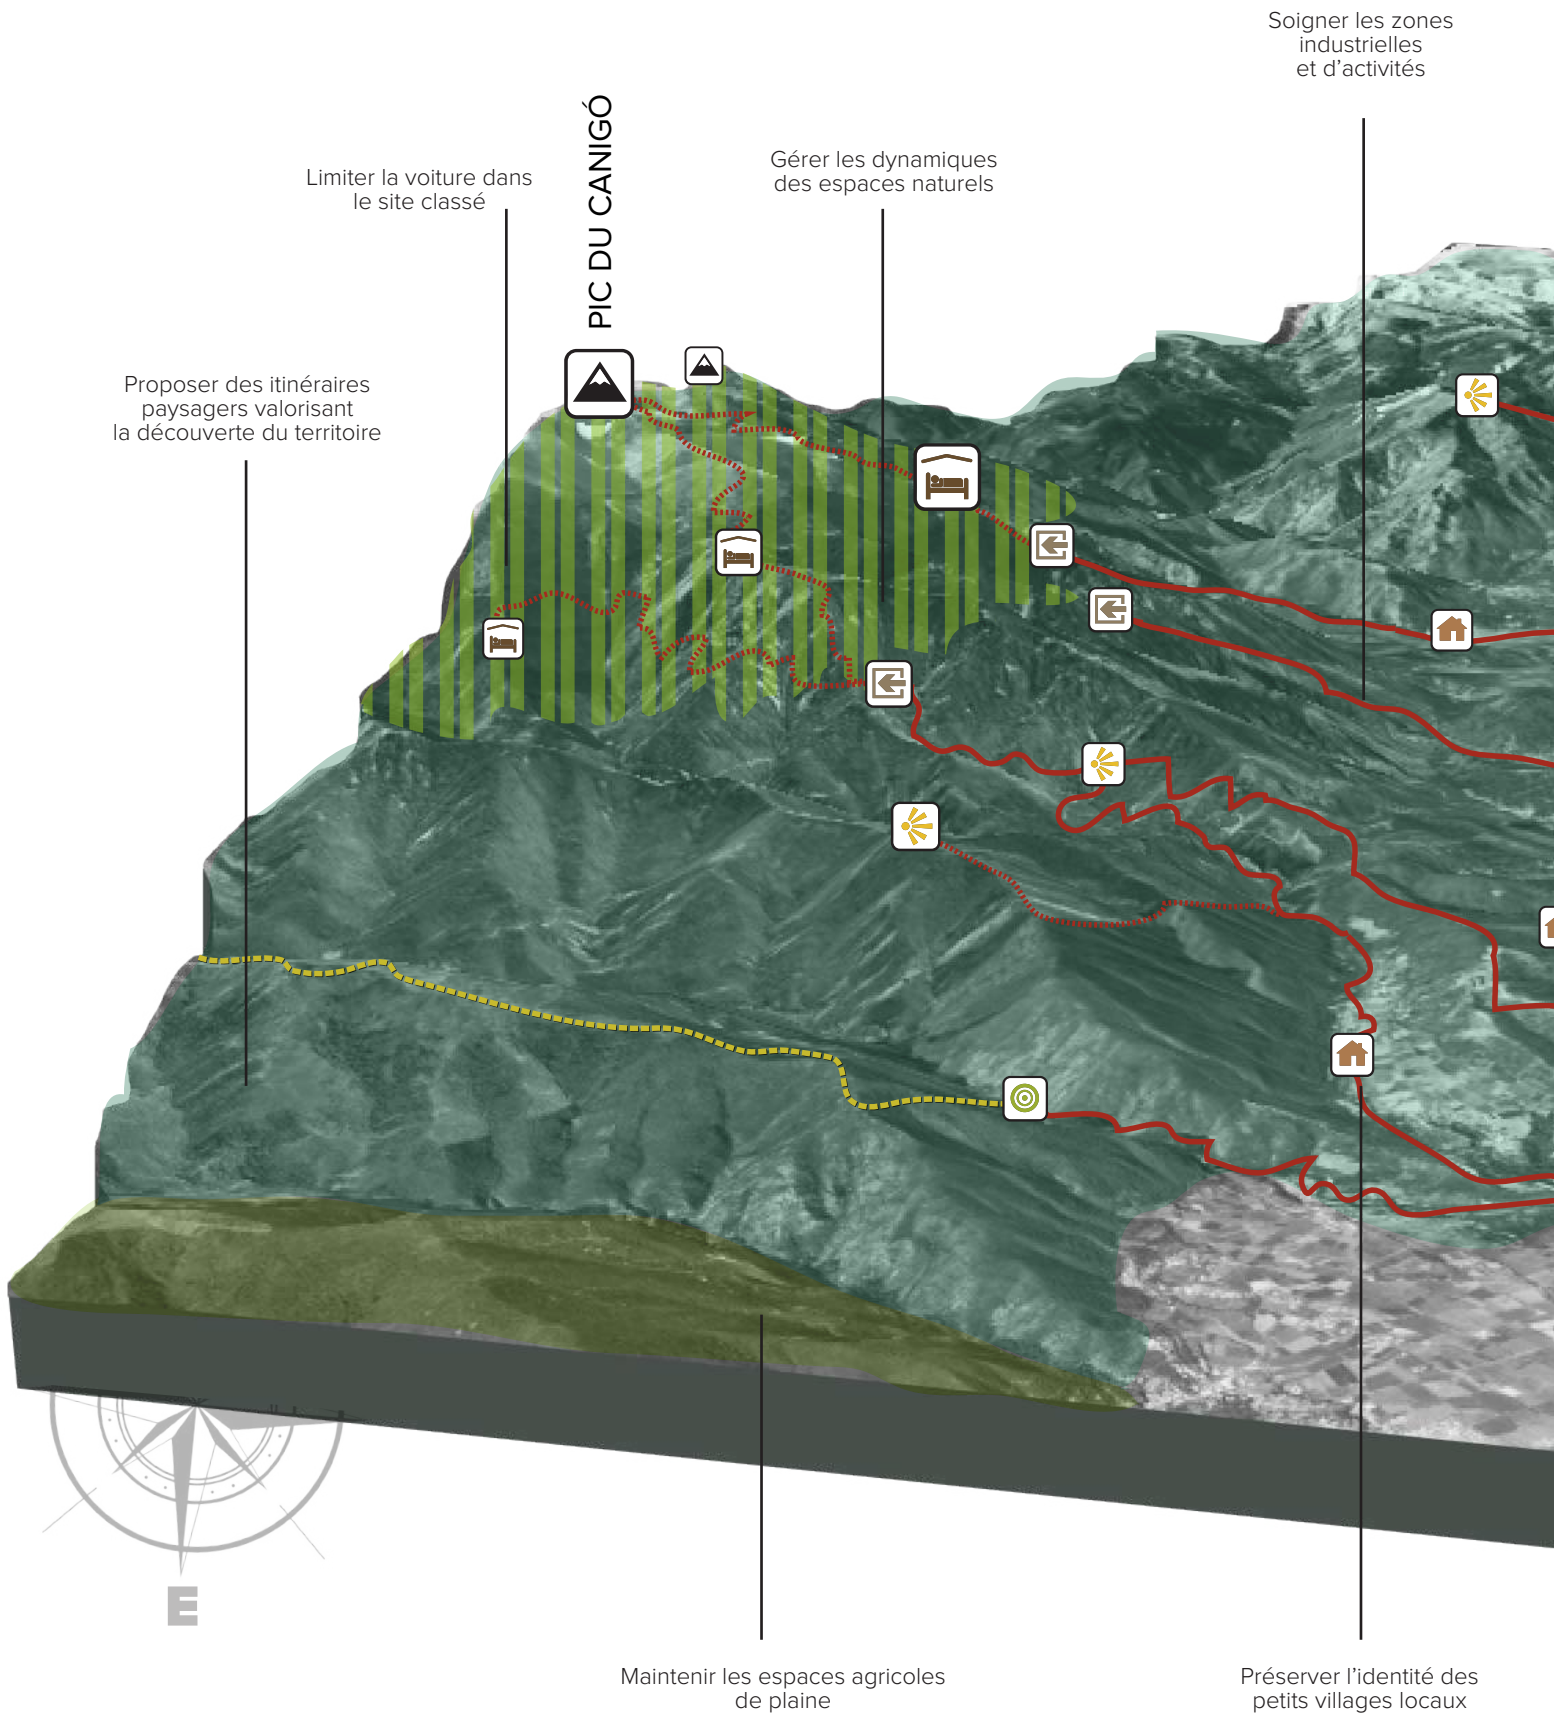 Soigner les zones
industrielles
et d’activités
PIC DU CANIGÓ
Gérer les dynamiques
des espaces naturels
Limiter la voiture dans
le site classé
Proposer des itinéraires
paysagers valorisant
la découverte du territoire
E
Maintenir les espaces agricoles
de plaine
Préserver l’identité des
petits villages locaux